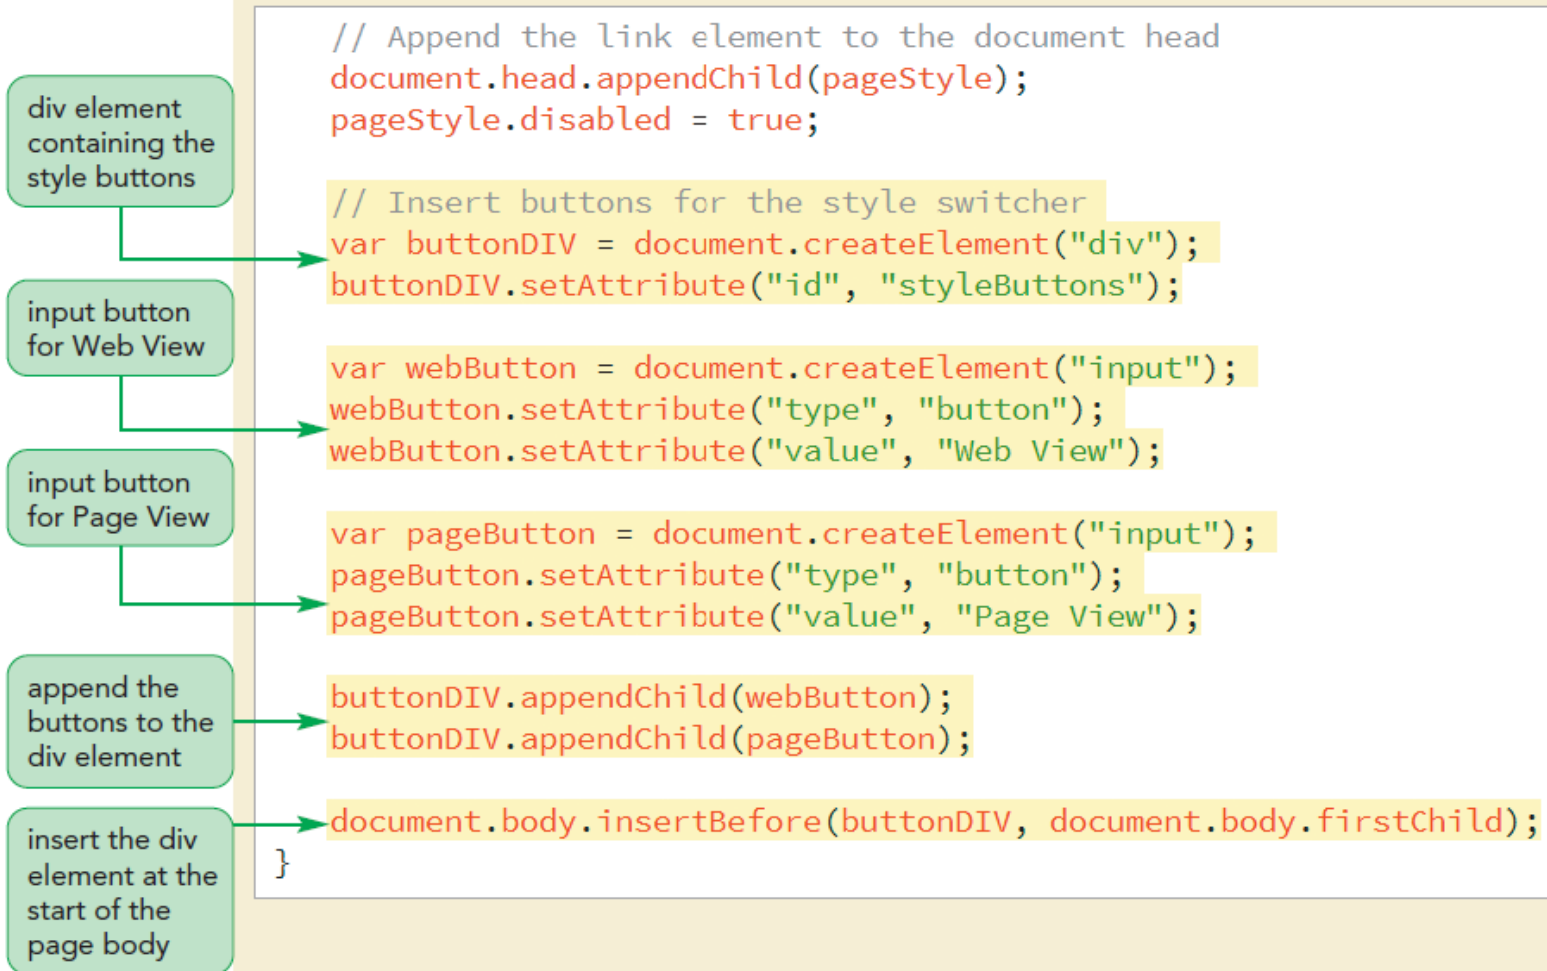 // Append the link element to the document head
document.head.appendChild(pageStyle);
pageStyle.disabled = true;
div element
containing the
style buttons
// Insert buttons for the style switcher
var buttonDIV = document.createElement("div");
buttonDIV.setAttribute("id", "styleButtons");
input button
for Web View
var webButton = document.createElement("input");
webButton.setAttribute("type", "button");
webButton.setAttribute("value", "Web View");
input button
for Page View
var pageButton = document.createElement("input");
pageButton.setAttribute("type", "button");
pageButton.setAttribute("value", "Page View");
append the
buttons to the
div element
buttonDIV.appendChild(webButton);
buttonDIV.appendChild(pageButton);
insert the div
element at the
start of the
page body
document.body.insertBefore(buttonDIV, document.body.firstChild);
}